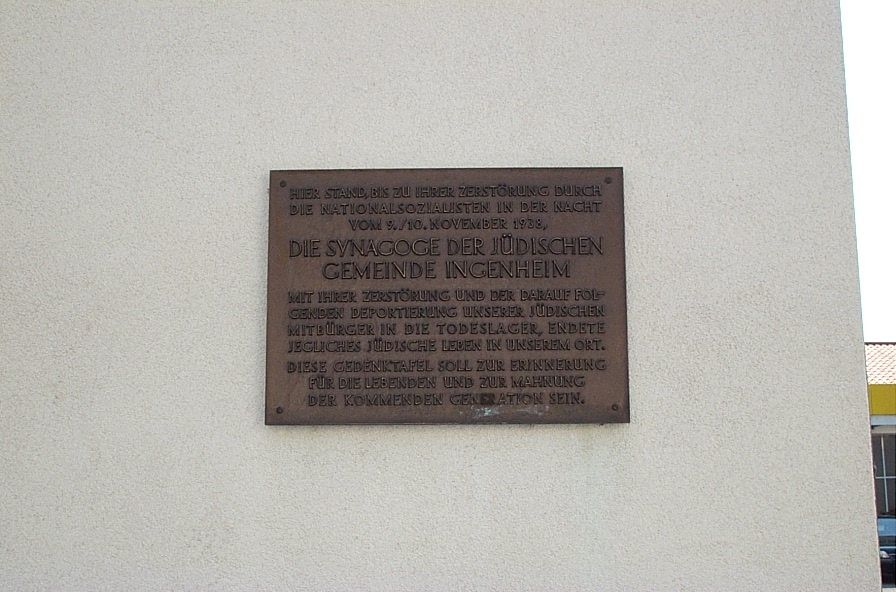 HIER STAND, BIS ZU IHRER ZERSTÖRUNG DURCH
DIE NATIONALSOZIALISTEN IN DER NACHT
VOM 9./10. NOVEMBER 1938,
DIE SYNAGOGE DER JÜDISCHEN
GEMEINDE INGENHEIM
MIT IHRER ZERSTÖRUNG UND DER DARAUF FOL-
GENDEN DEPORTIERUNG UNSERER JÜDISCHEN
MITBÜRGER IN DIE TODESLAGER, ENDETE
JEGLICHES JÜDISCHE LEBEN IN UNSEREM ORT.
DIESE GEDENKTAFEL SOLL ZUR ERINNERUNG
FÜR DIE LEBENDEN UND ZUR MAHNUNG
DER KOMMENDEN GENERATION SEIN.